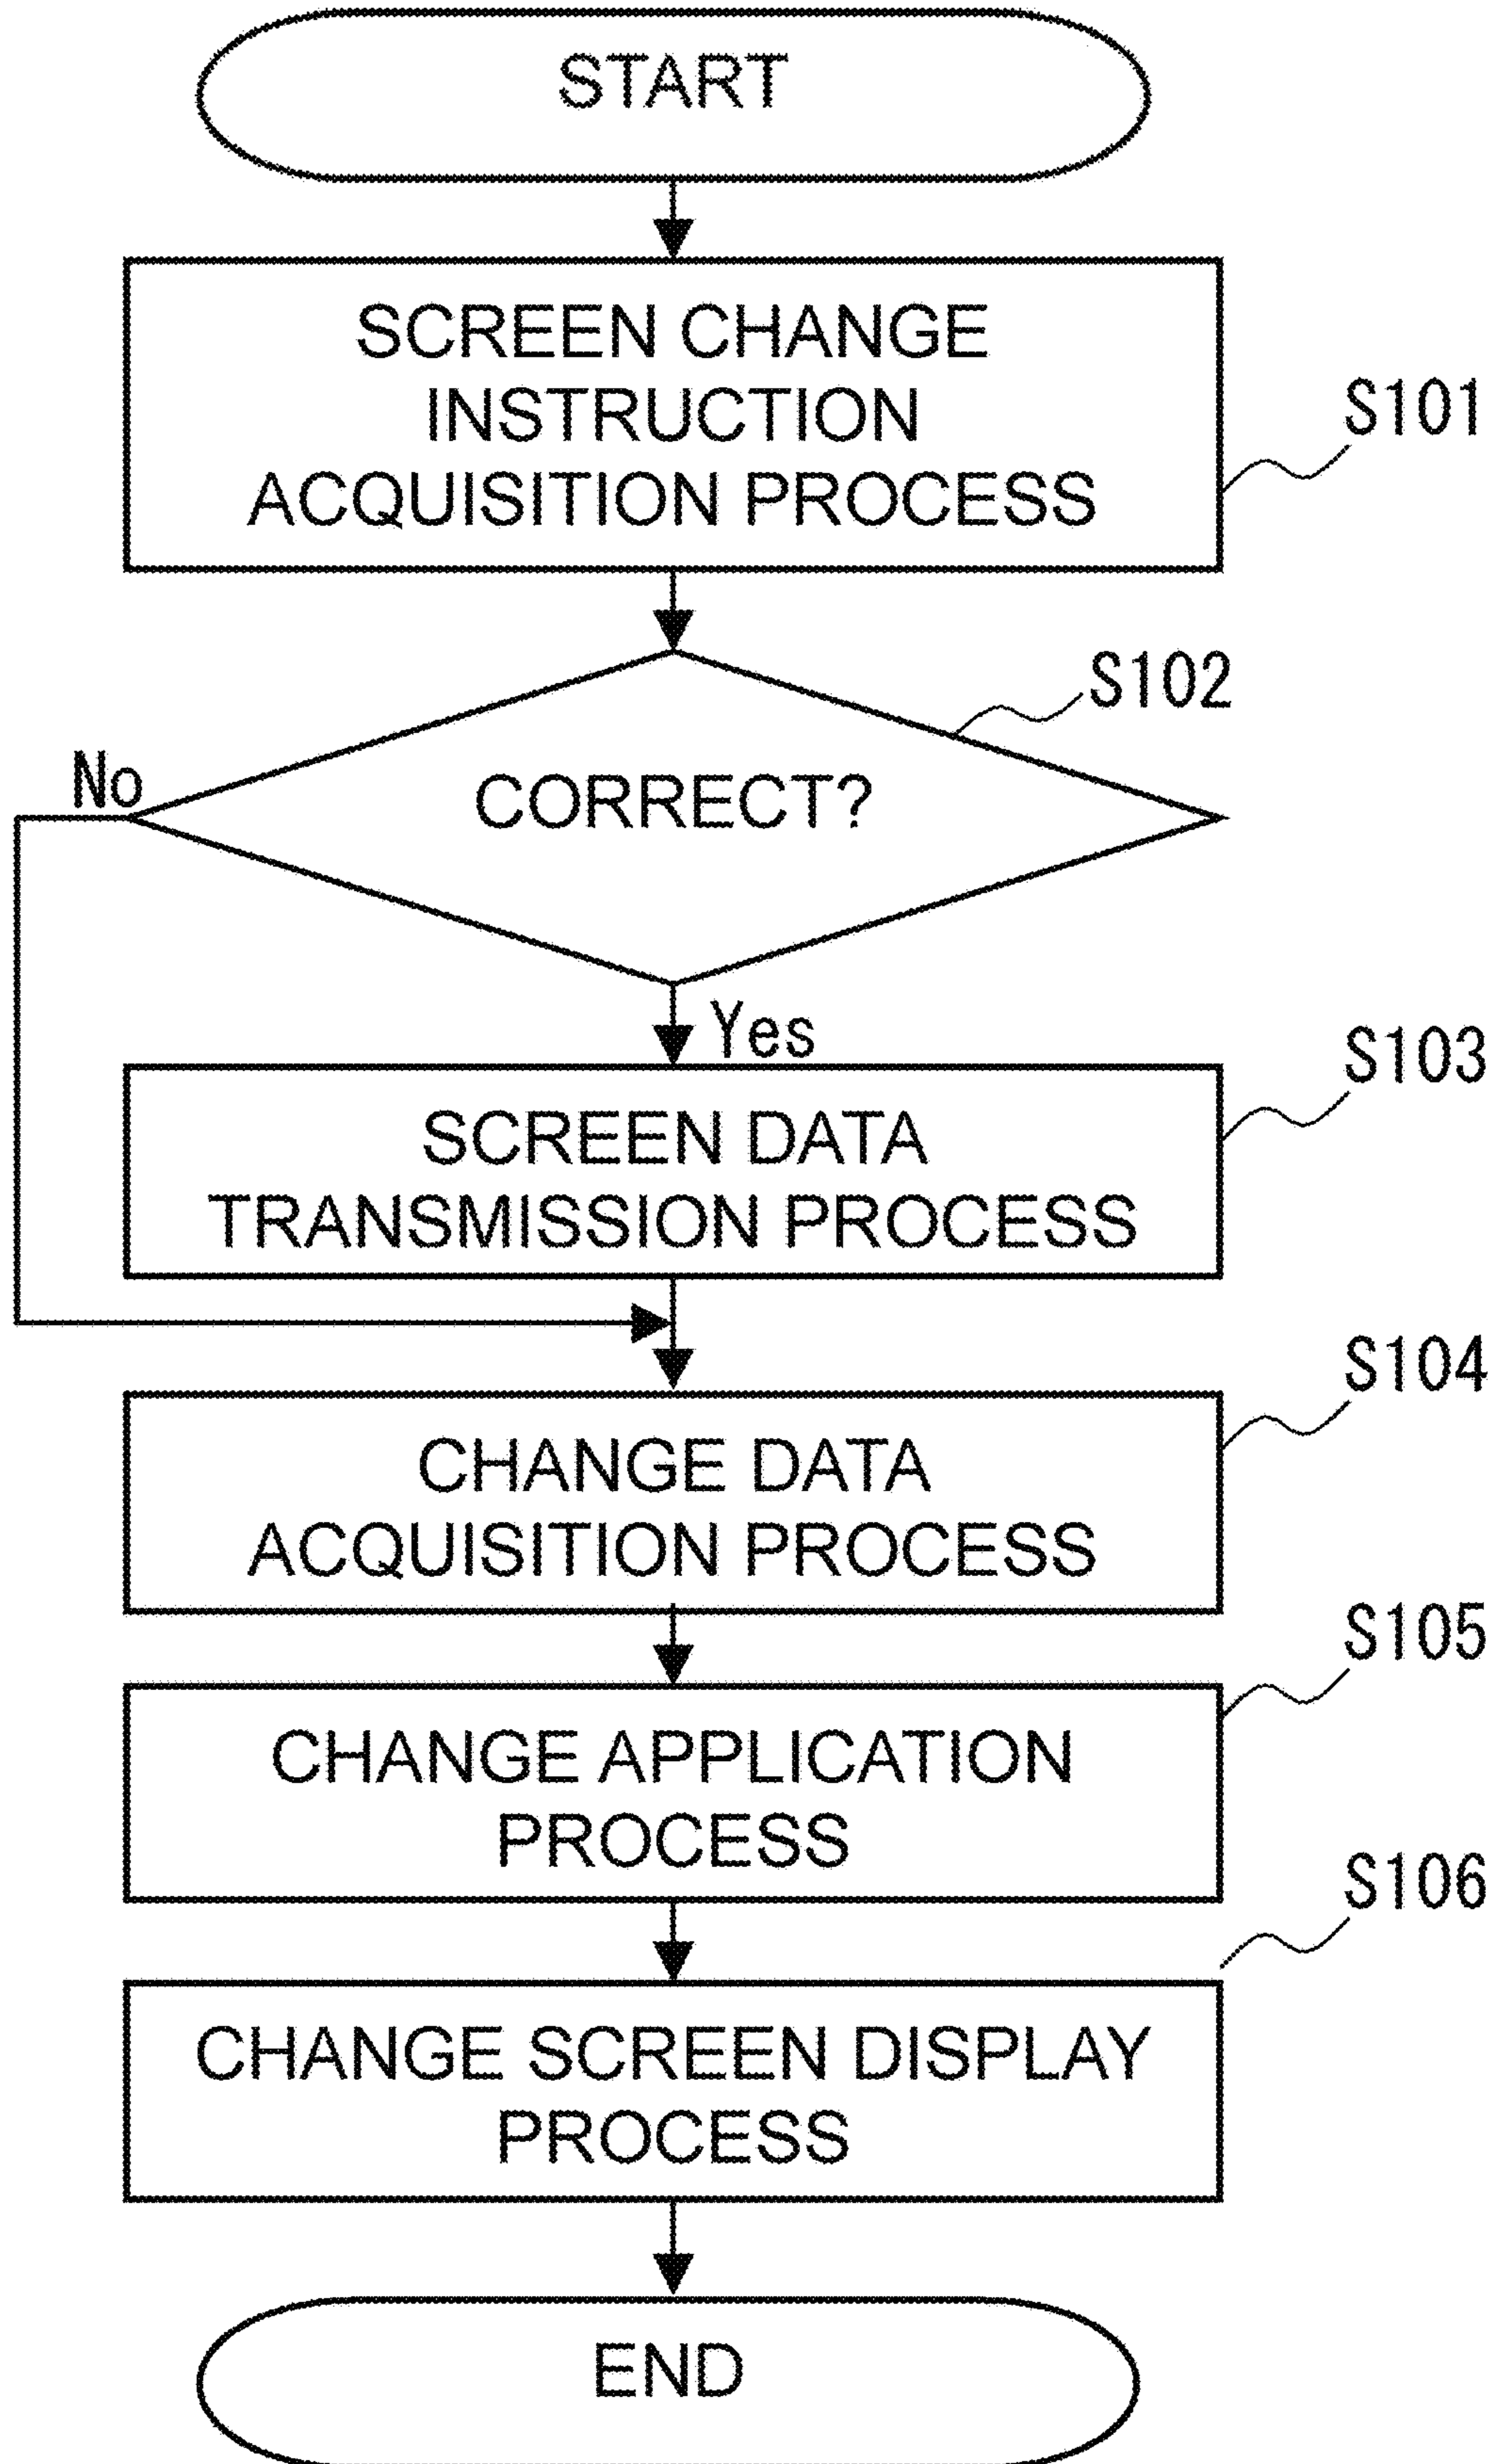 START
SCREEN CHANGE
INSTRUCTION
ACQUISITION PROCESS
S101
S102
No
CORRECT?
Yes
S103
SCREEN DATA
TRANSMISSION PROCESS
S104
CHANGE DATA
ACQUISITION PROCESS
S105
CHANGE APPLICATION
PROCESS
S106
CHANGE SCREEN DISPLAY
PROCESS
END